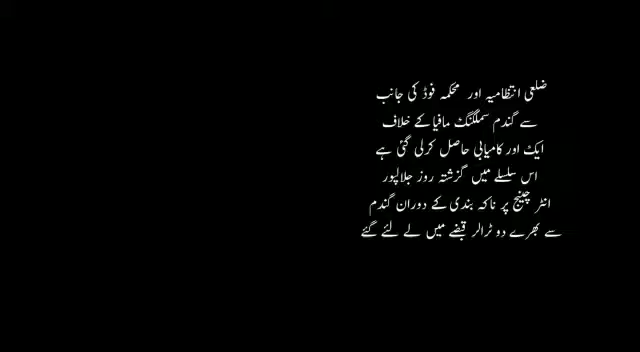 ضلعی انتظامیہ اور محکمہ فوڈ کی جانب
سے گندم سمگلنگ مافیا کے خلاف
ایک اور کامیابی حاصل کرلی گئی ہے
اس سلسلے میں گزشتہ روز جلالپور
انٹر چینج پر ناکہ بندی کے دوران گندم
سے بھرے دو ٹرالر قبضے میں لے لئے گئے